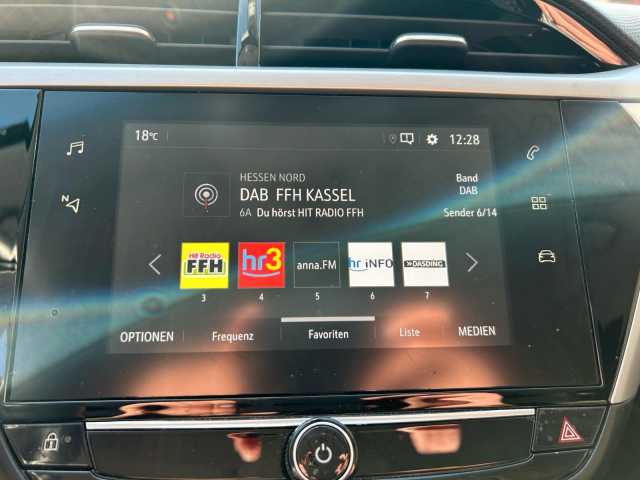 18°C
12:28
HESSEN NORD
DAB FFH KASSEL
6A Du hörst HIT RADIO FFH
Band
DAB
Sender 6/14
N
Hit Radio
FFH
hr3
anna.FM
hr iNFO
DASDING
3 4 5 6 7
OPTIONEN Frequenz Favoriten Liste MEDIEN